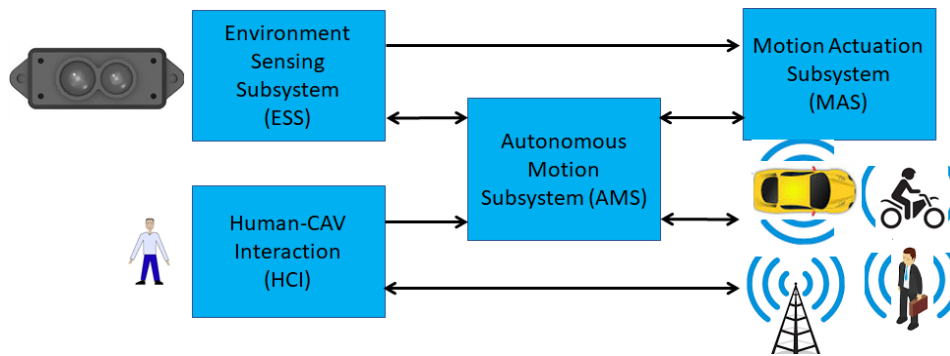 Environment
Sensing
Subsystem
(ESS)
Motion Actuation
Subsystem
(MAS)
Autonomous
Motion
Subsystem (AMS)
Human-CAV
Interaction
(HCI)